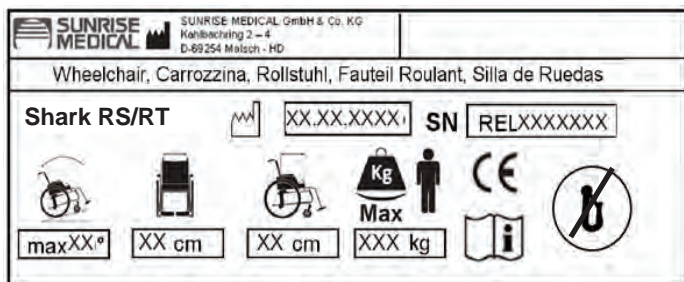 SUNRISE
MEDICAL
SUNRISE MEDICAL GmbH & Co. KG
Kahlbachring 2 – 4
D-69254 Malsch - HD
Wheelchair, Carrozzina, Rollstuhl, Fauteil Roulant, Silla de Ruedas
Shark RS/RT
XX.XX.XXXX
SN
RELXXXXXXX
Kg
Max
CE
maxXX°
XX cm
XX cm
XXX kg
i